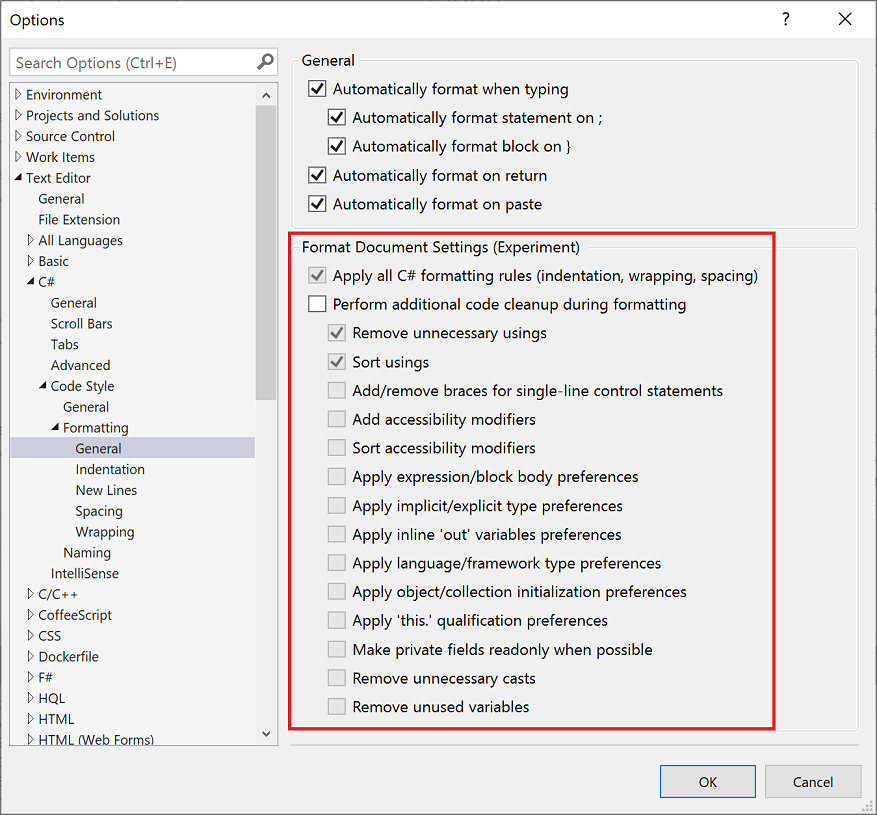 Options
?
Search Options (Ctrl+E)
Environment
Projects and Solutions
Source Control
Work Items
Text Editor
General
File Extension
All Languages
Basic
C#
General
Scroll Bars
Tabs
Advanced
Code Style
General
Formatting
General
Indentation
New Lines
Spacing
Wrapping
Naming
IntelliSense
C/C++
CoffeeScript
CSS
Dockerfile
F#
HQL
HTML
HTML (Web Forms)
General
Automatically format when typing
Automatically format statement on ;
Automatically format block on }
Automatically format on return
Automatically format on paste
Format Document Settings (Experiment)
Apply all C# formatting rules (indentation, wrapping, spacing)
Perform additional code cleanup during formatting
Remove unnecessary usings
Sort usings
Add/remove braces for single-line control statements
Add accessibility modifiers
Sort accessibility modifiers
Apply expression/block body preferences
Apply implicit/explicit type preferences
Apply inline 'out' variables preferences
Apply language/framework type preferences
Apply object/collection initialization preferences
Apply 'this.' qualification preferences
Make private fields readonly when possible
Remove unnecessary casts
Remove unused variables
OK
Cancel